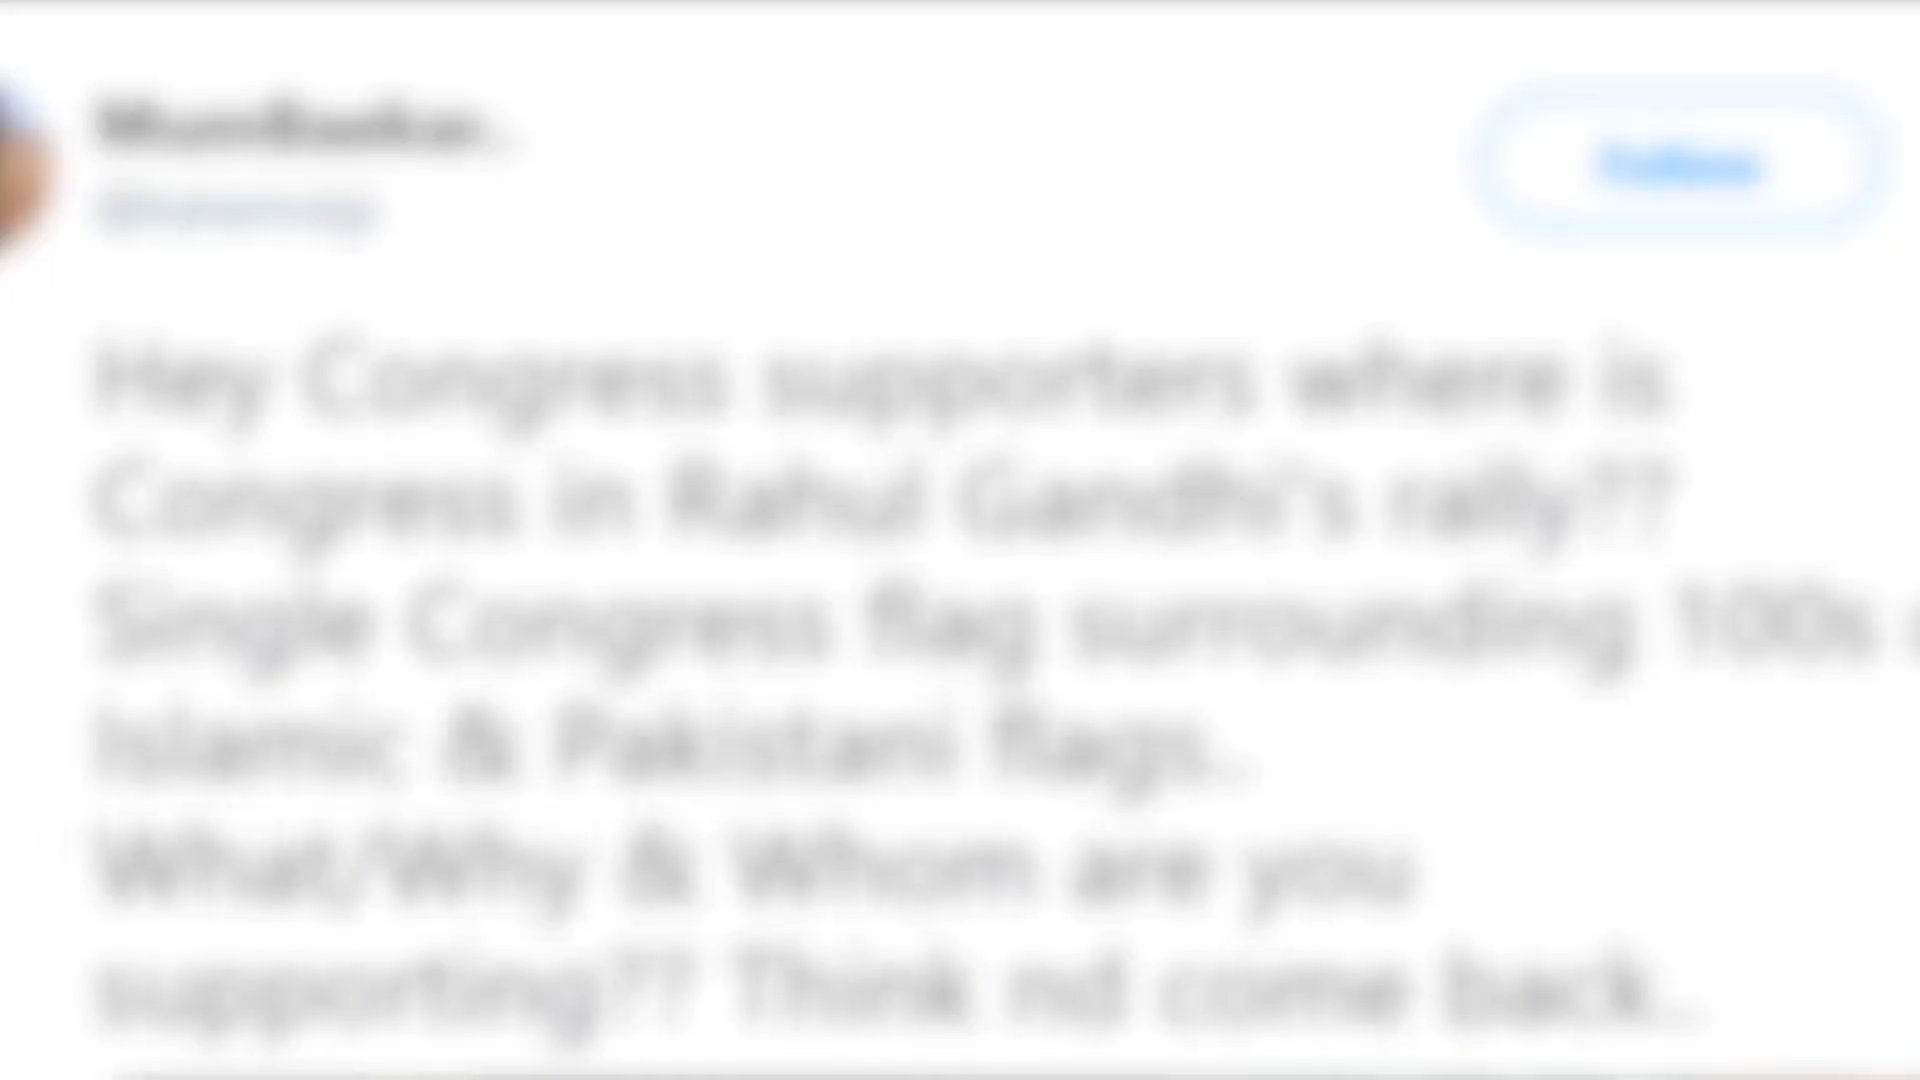 Follow
Hey Congress supporters where is
Congress in Rahul Gandhi's rally??
Single Congress flag surrounding 100s
Islamic & Pakistani flags..
What/Why & Whom are you
supporting?? Think nd come back..